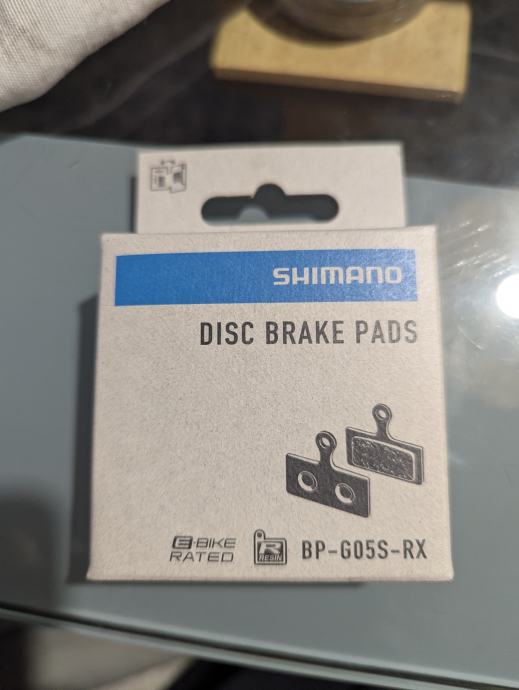 SHIMANO
DISC BRAKE PADS
E-BIKE
RATED
R
RESIN
BP-G05S-RX